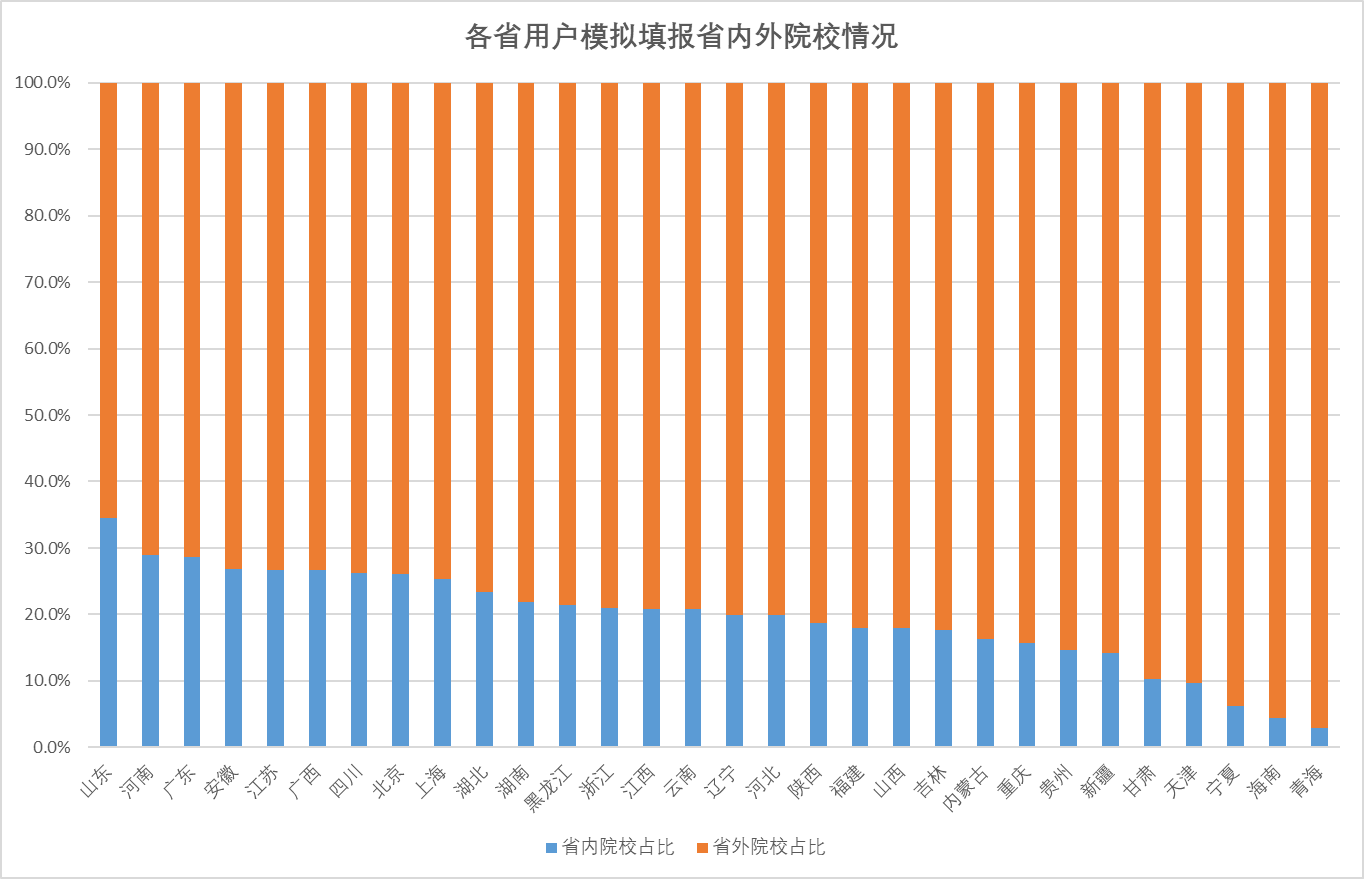 各省用户模拟填报省内外院校情况
100.0%
90.0%
80.0%
70.0%
60.0%
50.0%
40.0%
30.0%
20.0%
10.0%
0.0%
山东
河南
广东
安徽
江苏
广西
四川
北京
上海
湖北
湖南
黑龙江
浙江
江西
云南
辽宁
河北
陕西
福建
山西
吉林
内蒙古
重庆
贵州
新疆
甘肃
天津
宁夏
海南
青海
省内院校占比 省外院校占比